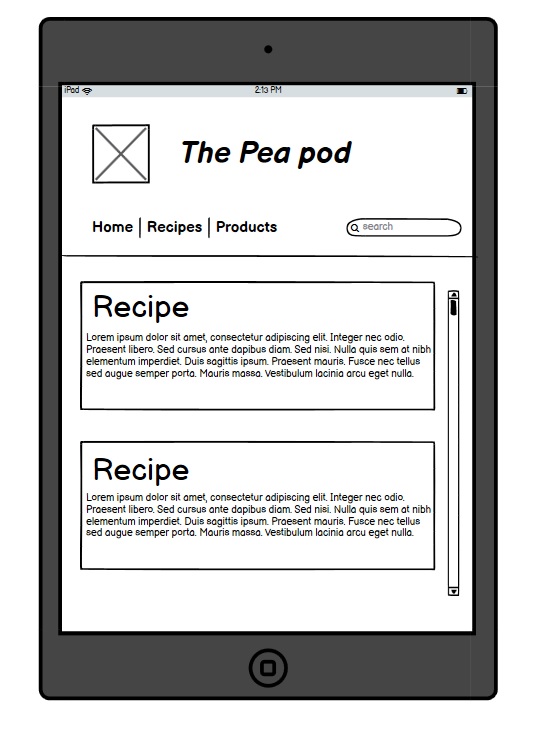 iPad 2:13 PM
The Pea pod
Home | Recipes | Products search
Recipe
Lorem ipsum dolor sit amet, consectetur adipiscing elit. Integer nec odio.
Praesent libero. Sed cursus ante dapibus diam. Sed nisi. Nulla quis sem at nibh
elementum imperdiet. Duis sagittis ipsum. Praesent mauris. Fusce nec tellus
sed augue semper porta. Mauris massa. Vestibulum lacinia arcu eget nulla.
Recipe
Lorem ipsum dolor sit amet, consectetur adipiscing elit. Integer nec odio.
Praesent libero. Sed cursus ante dapibus diam. Sed nisi. Nulla quis sem at nibh
elementum imperdiet. Duis sagittis ipsum. Praesent mauris. Fusce nec tellus
sed augue semper porta. Mauris massa. Vestibulum lacinia arcu eget nulla.